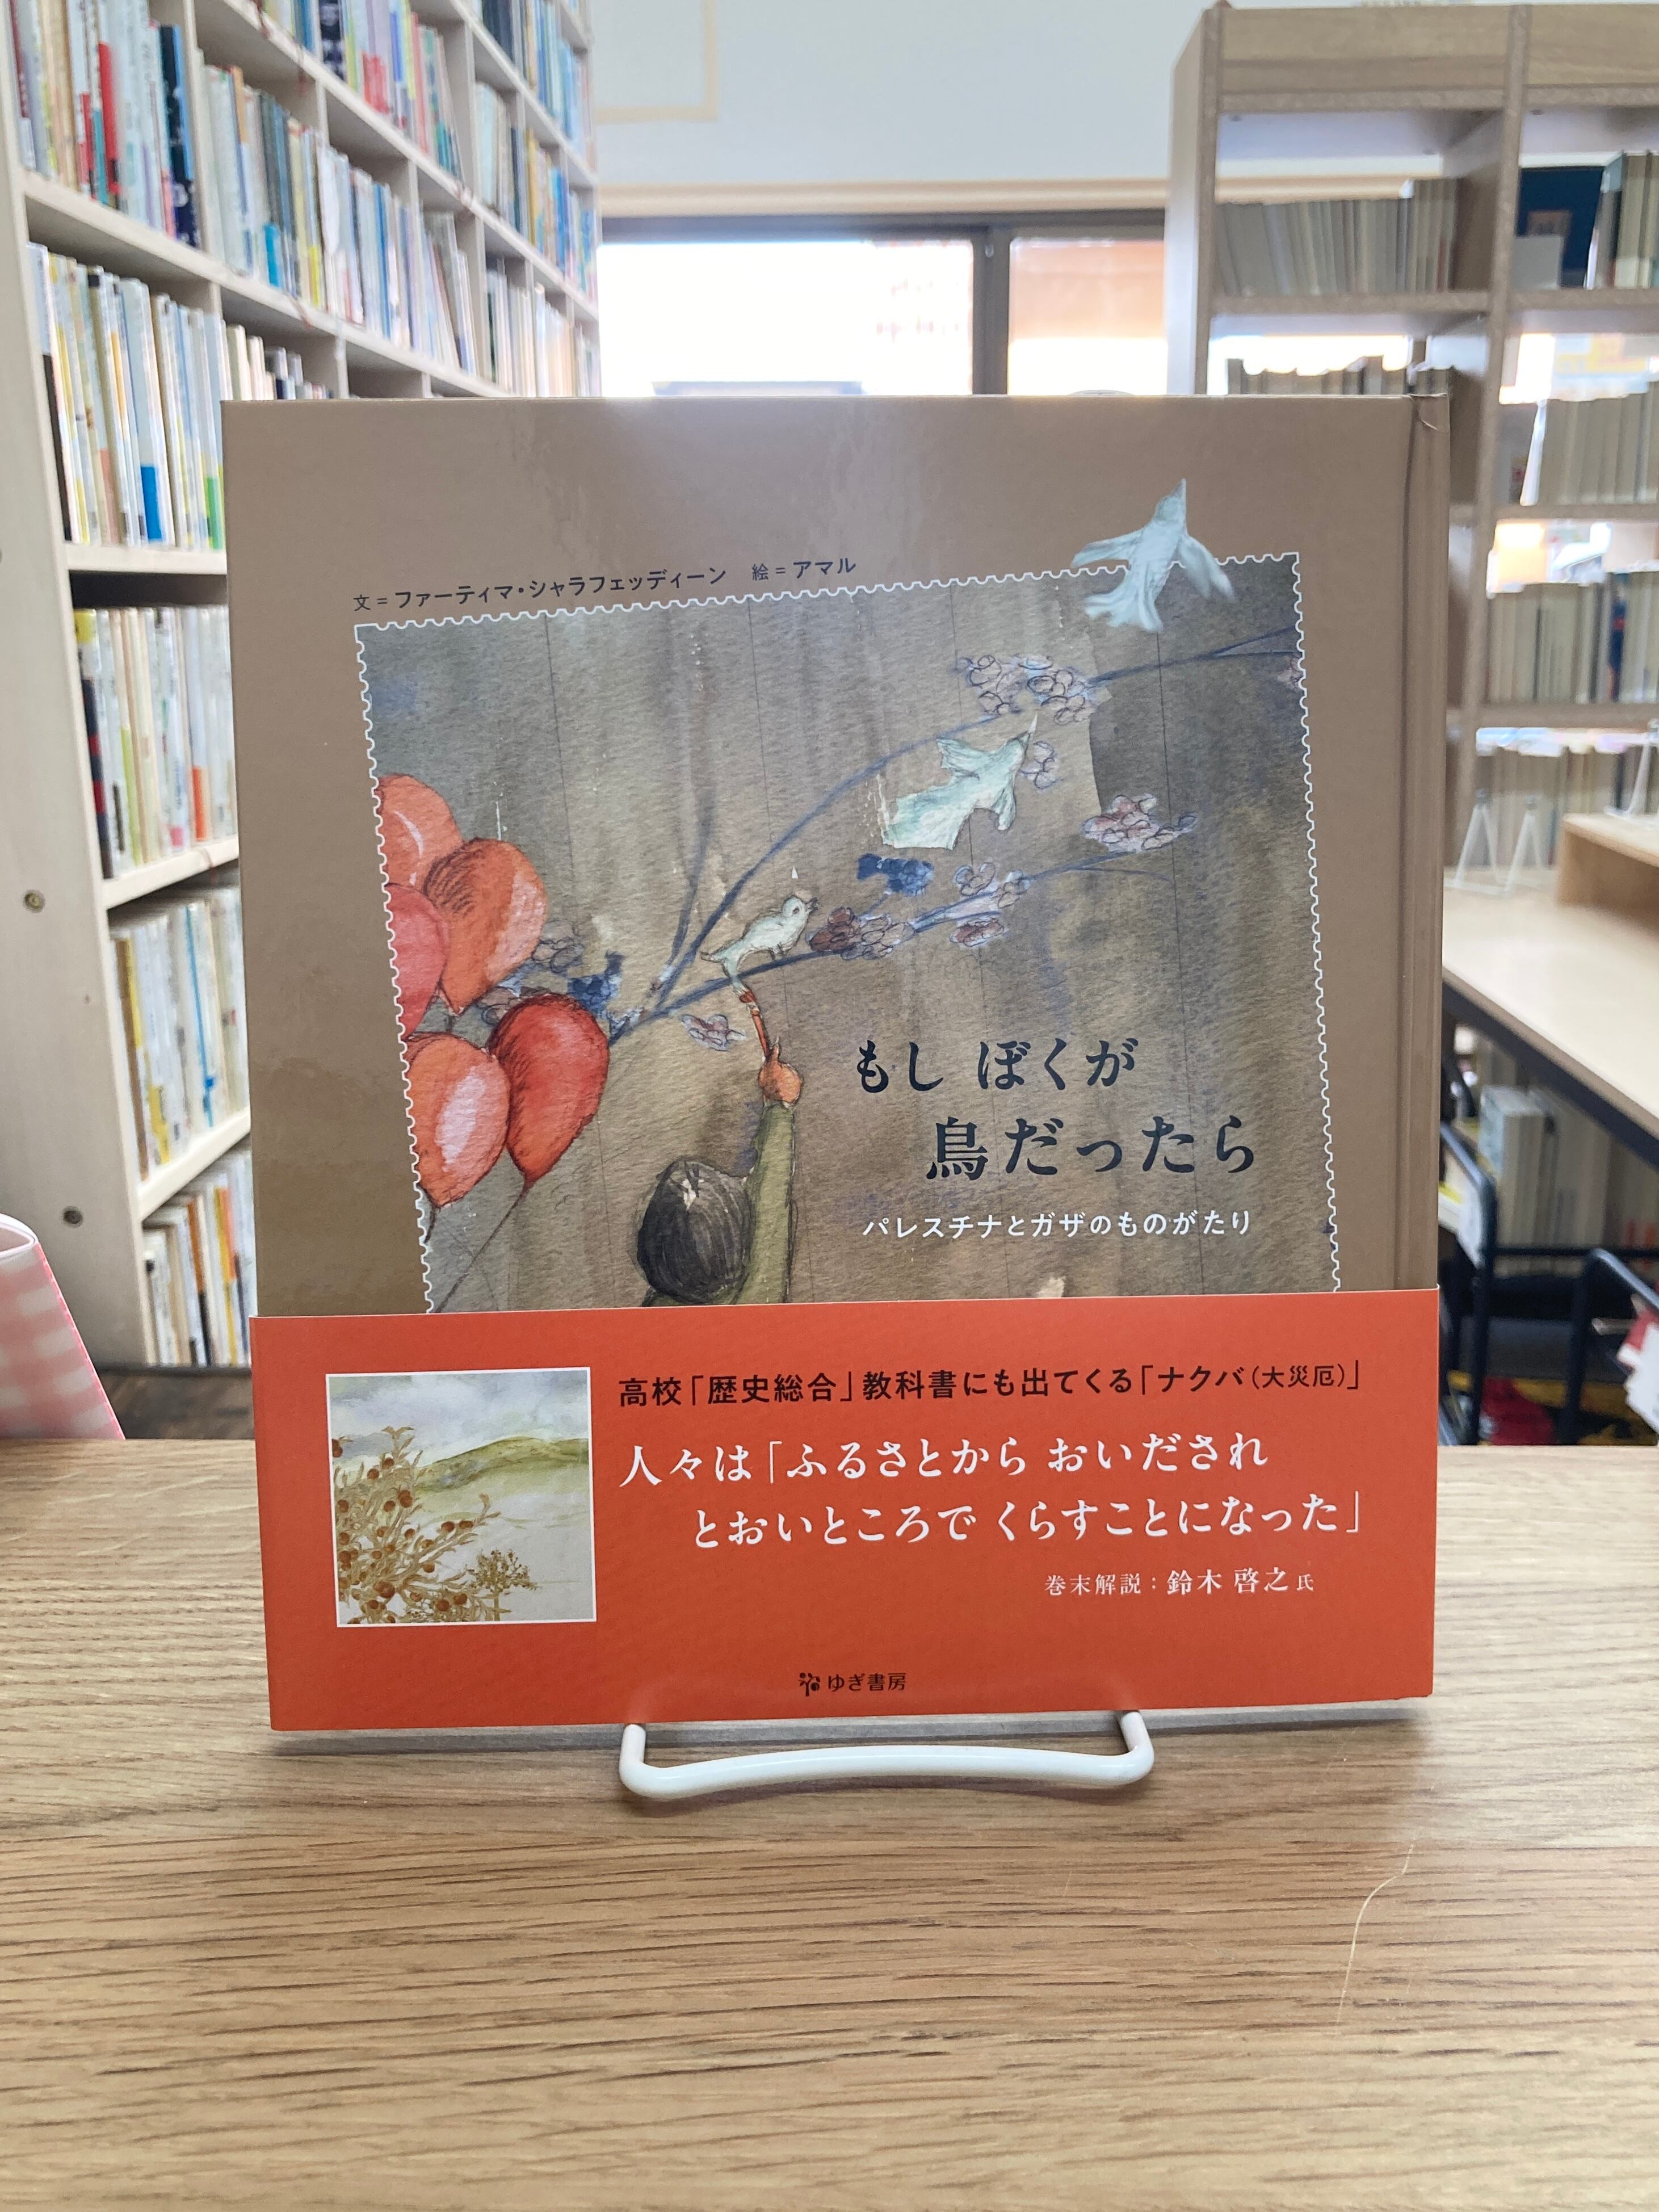 文=ファーティマ・シャラフェッディーン 絵=アマル
もし ぼくが
鳥だったら
パレスチナとガザのものがたり
高校「歴史総合」教科書にも出てくる「ナクバ(大災厄)」
人々は「ふるさとから おいだされ
とおいところで くらすことになった」
巻末解説:鈴木 啓之 氏
ゆぎ書房